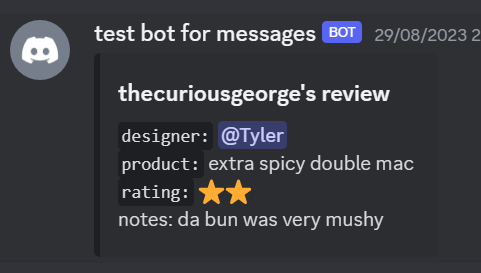 test bot for messages BOT 29/08/2023 2
thecuriousgeorge's review
designer: @Tyler
product: extra spicy double mac
rating: ⭐⭐
notes: da bun was very mushy